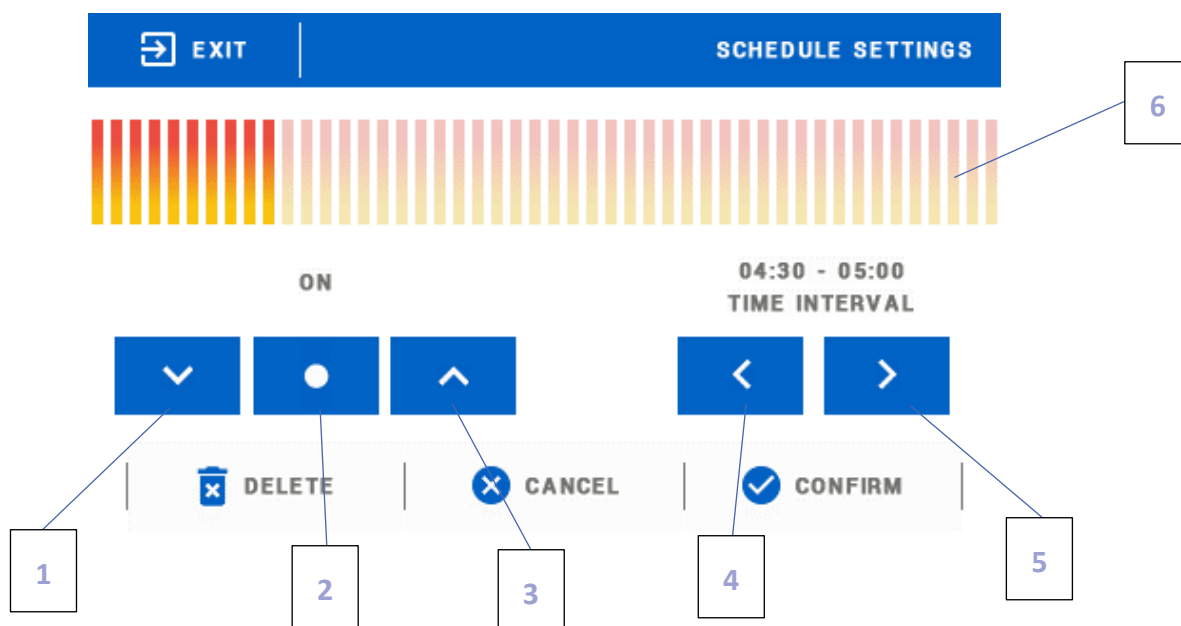 EXIT
SCHEDULE SETTINGS
6
ON
04:30 - 05:00
TIME INTERVAL
DELETE
CANCEL
CONFIRM
1
2
3
4
5